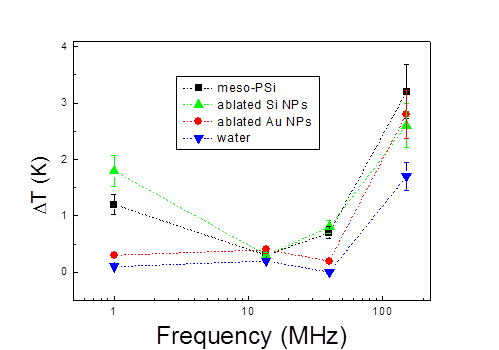 4
3
2
1
0
ΔT (K)
meso-PSi
ablated Si NPs
ablated Au NPs
water
1
10
100
Frequency (MHz)